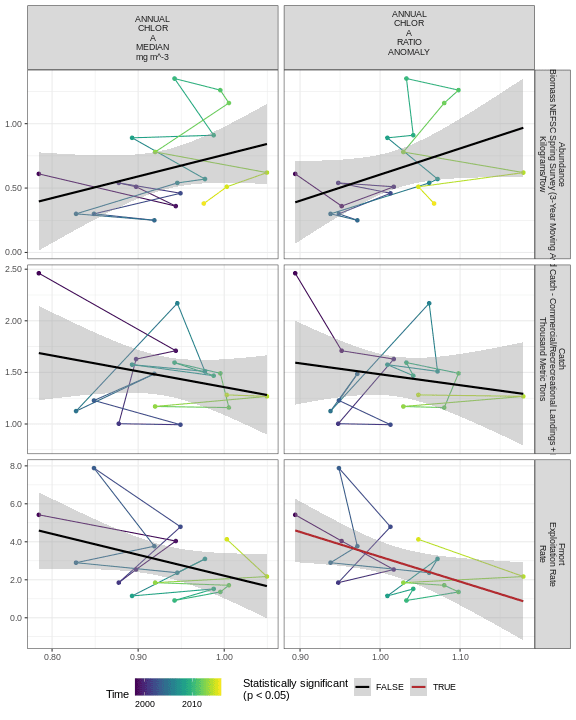 ANNUAL
CHLOR
A
MEDIAN
mg m^-3
ANNUAL
CHLOR
A
RATIO
ANOMALY
1.00
0.50
0.00
Abundance
Biomass NEFSC Spring Survey (3-Year Moving A
Kilograms/Tow
2.50
2.00
1.50
1.00
Catch
Catch - Commercial/Recreational Landings +
Thousand Metric Tons
8.0
6.0
4.0
2.0
0.0
Fmort
Exploitation Rate
Rate
0.80
0.90
1.00
0.90
1.00
1.10
Time
2000
2010
Statistically significant
(p < 0.05)
FALSE
TRUE